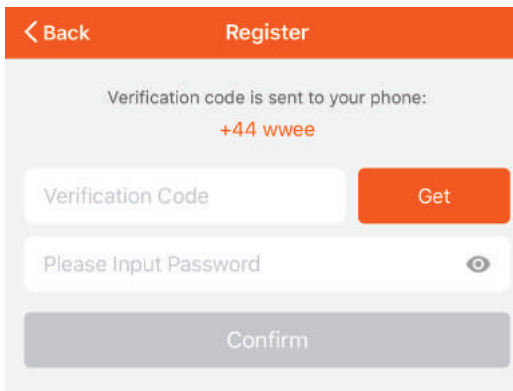 Back Register
Verification code is sent to your phone:
+44 wwee
Verification Code Get
Please Input Password
Confirm